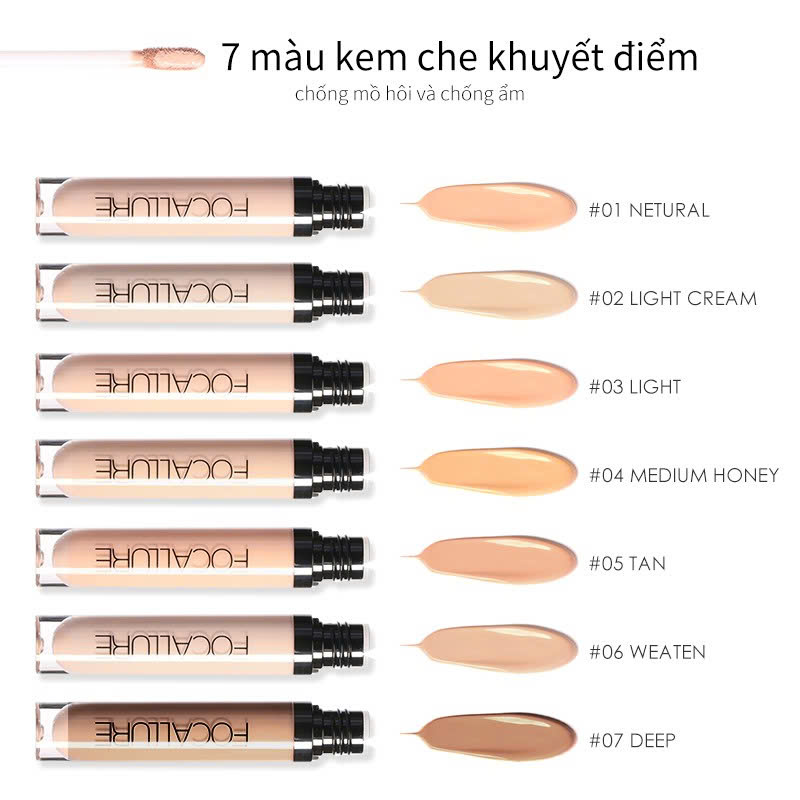 7 màu kem che khuyết điểm
chống mồ hôi và chống ẩm
FOCALLURE
#01 NETURAL
FOCALLURE
#02 LIGHT CREAM
FOCALLURE
#03 LIGHT
FOCALLURE
#04 MEDIUM HONEY
FOCALLURE
#05 TAN
FOCALLURE
#06 WEATEN
FOCALLURE
#07 DEEP